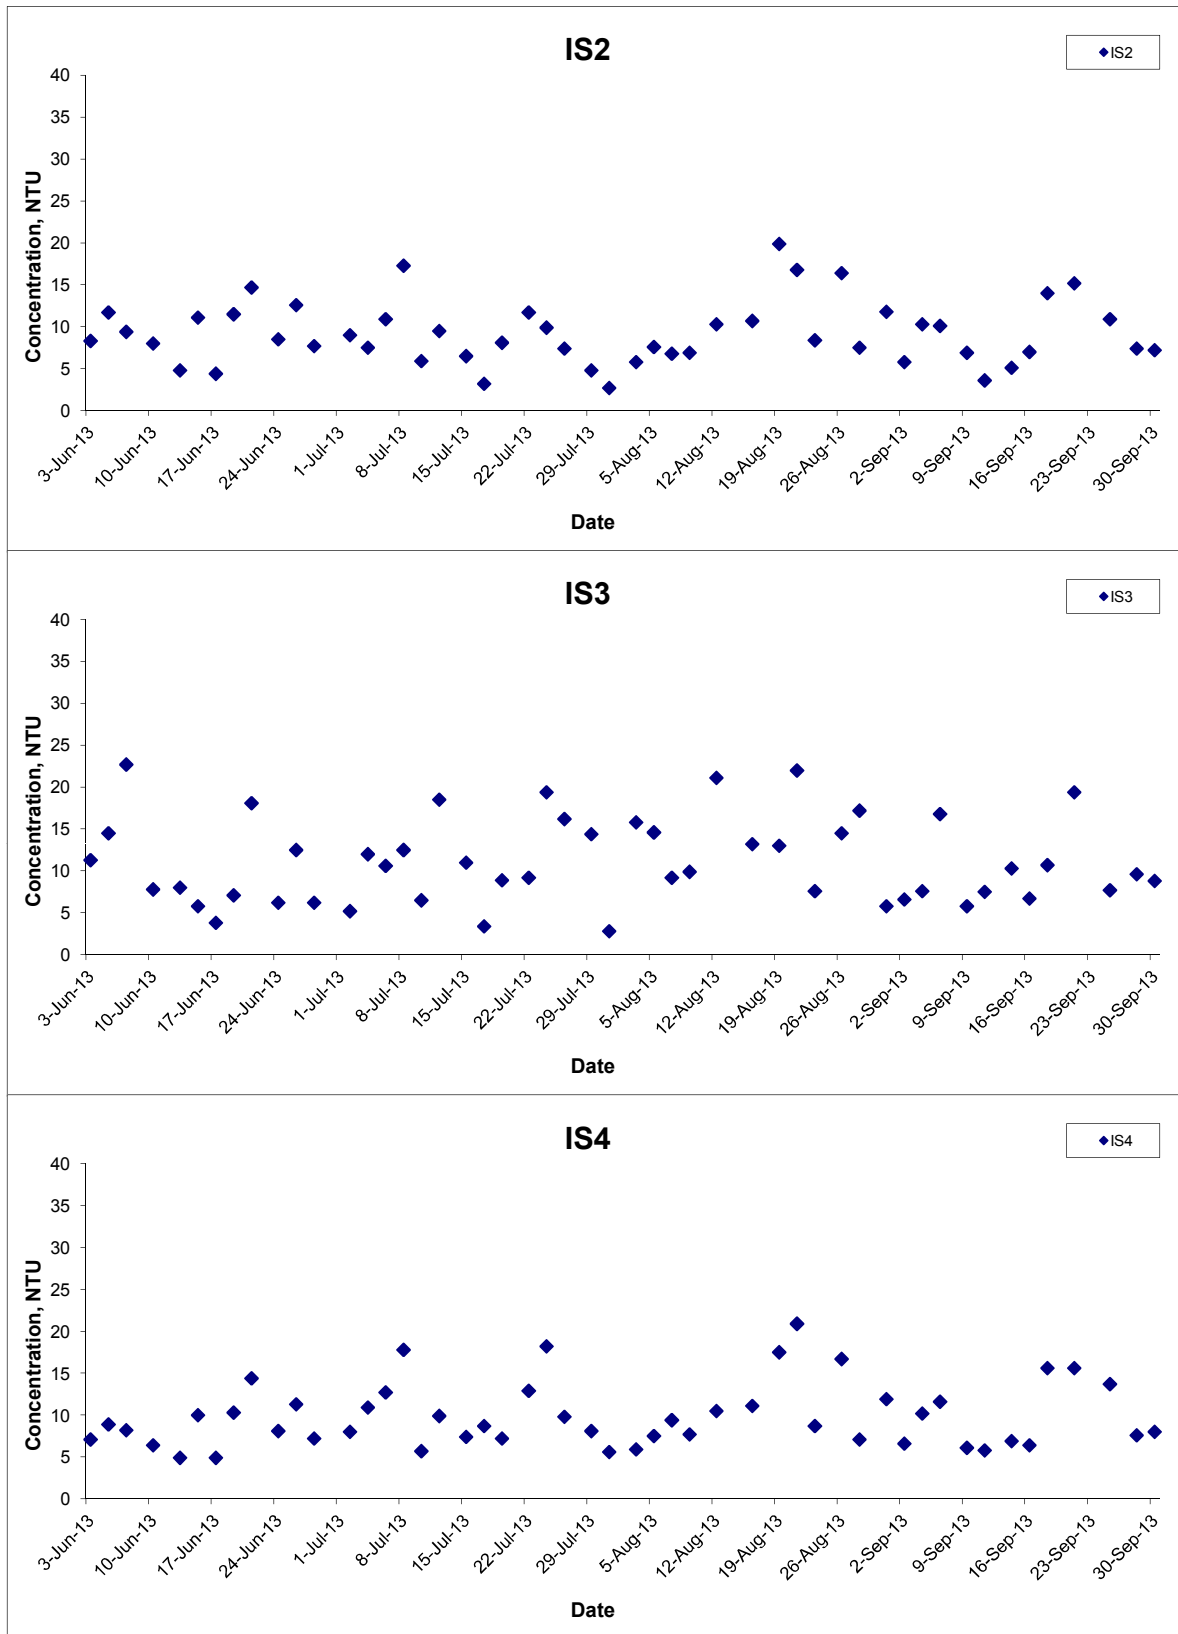 IS2
IS2
40
35
30
25
20
15
10
5
0
Concentration, NTU
3-Jun-13
10-Jun-13
17-Jun-13
24-Jun-13
1-Jul-13
8-Jul-13
15-Jul-13
22-Jul-13
29-Jul-13
5-Aug-13
12-Aug-13
19-Aug-13
26-Aug-13
2-Sep-13
9-Sep-13
16-Sep-13
23-Sep-13
30-Sep-13
Date
IS3
IS3
40
35
30
25
20
15
10
5
0
Concentration, NTU
3-Jun-13
10-Jun-13
17-Jun-13
24-Jun-13
1-Jul-13
8-Jul-13
15-Jul-13
22-Jul-13
29-Jul-13
5-Aug-13
12-Aug-13
19-Aug-13
26-Aug-13
2-Sep-13
9-Sep-13
16-Sep-13
23-Sep-13
30-Sep-13
Date
IS4
IS4
40
35
30
25
20
15
10
5
0
Concentration, NTU
3-Jun-13
10-Jun-13
17-Jun-13
24-Jun-13
1-Jul-13
8-Jul-13
15-Jul-13
22-Jul-13
29-Jul-13
5-Aug-13
12-Aug-13
19-Aug-13
26-Aug-13
2-Sep-13
9-Sep-13
16-Sep-13
23-Sep-13
30-Sep-13
Date